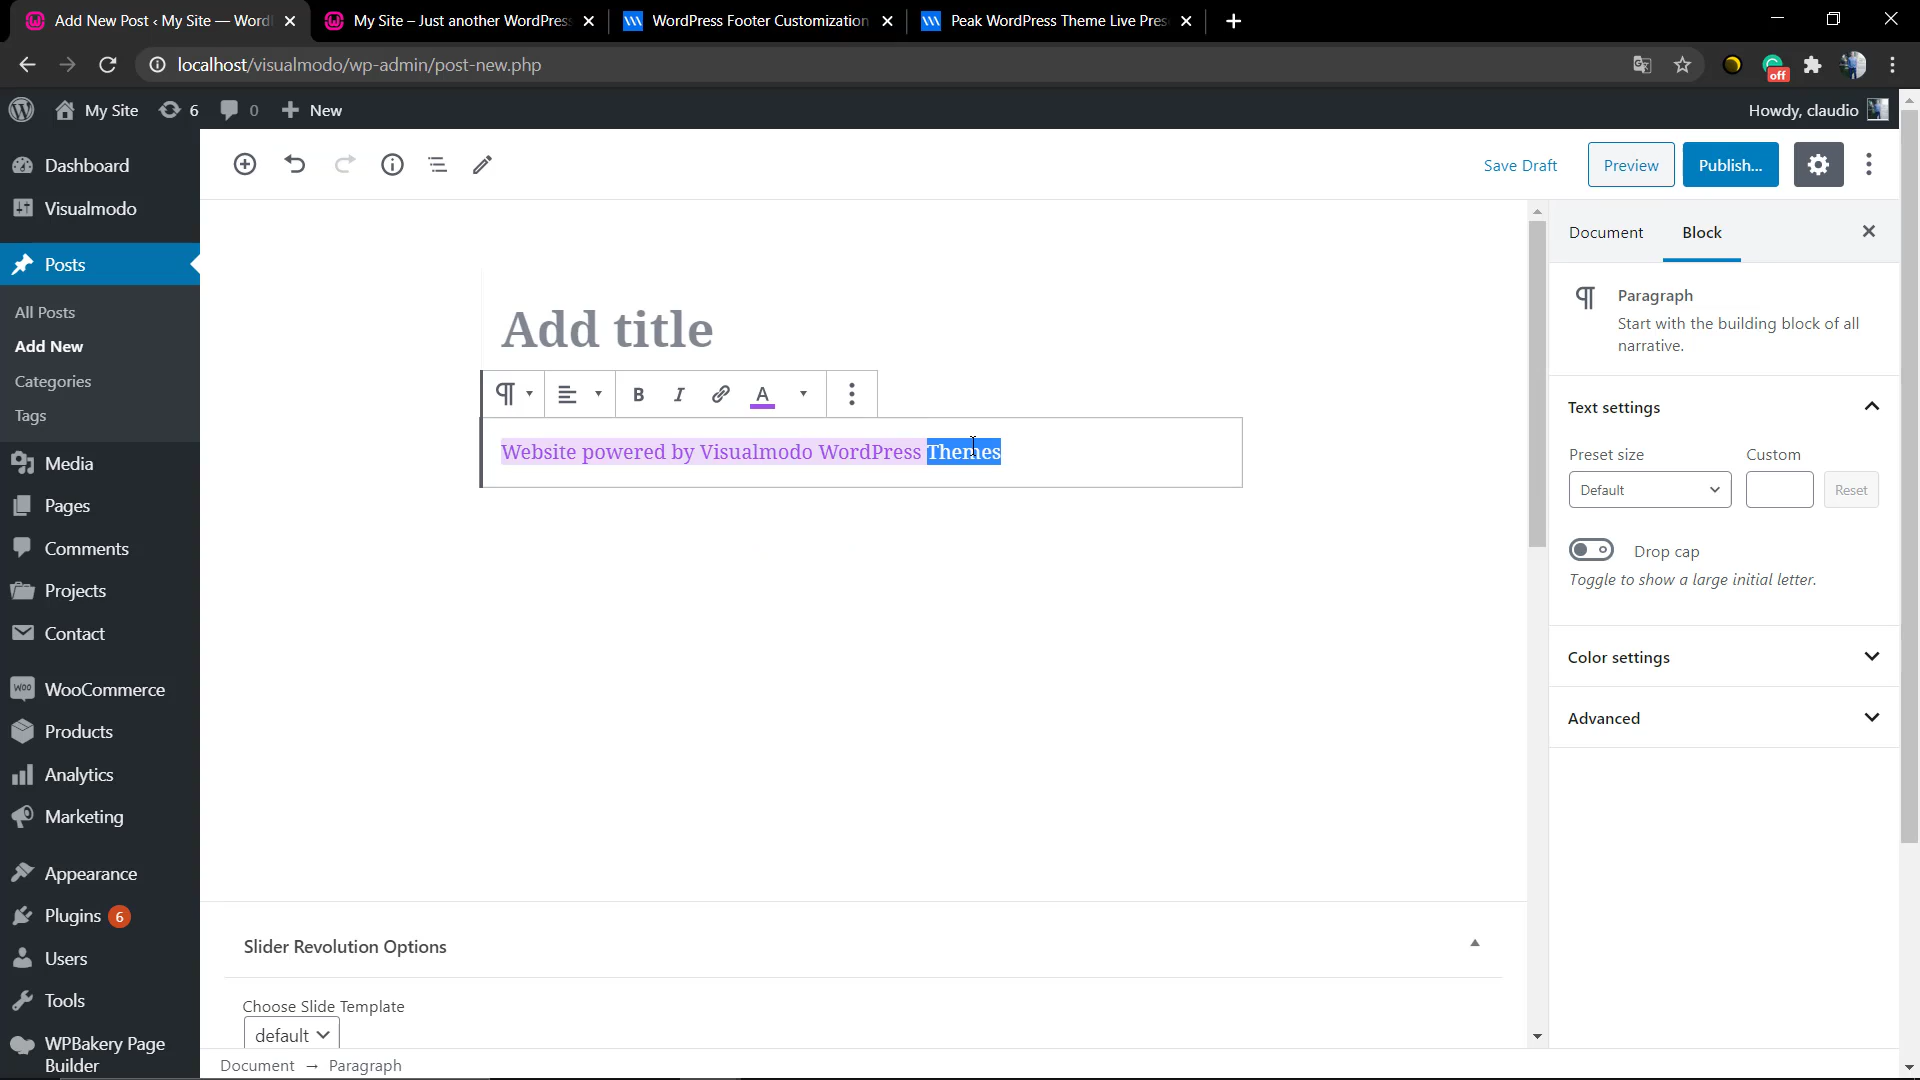 Add New Post ‹ My Site — Word
My Site – Just another WordPress
WordPress Footer Customization
Peak WordPress Theme Live Pre
localhost/visualmodo/wp-admin/post-new.php
off
My Site
6
0
New
Howdy, claudio
Dashboard
Visualmodo
Posts
All Posts
Add New
Categories
Tags
Media
Pages
Comments
Projects
Contact
WooCommerce
Products
Analytics
Marketing
Appearance
Plugins 6
Users
Tools
WPBakery Page
Builder
Save Draft
Preview
Publish...
Add title
B
I
A
Website powered by Visualmodo WordPress Themes
Document
Block
Paragraph
Start with the building block of all
narrative.
Text settings
Preset size
Custom
Default
Reset
Drop cap
Toggle to show a large initial letter.
Color settings
Advanced
Slider Revolution Options
Choose Slide Template
default
Document → Paragraph